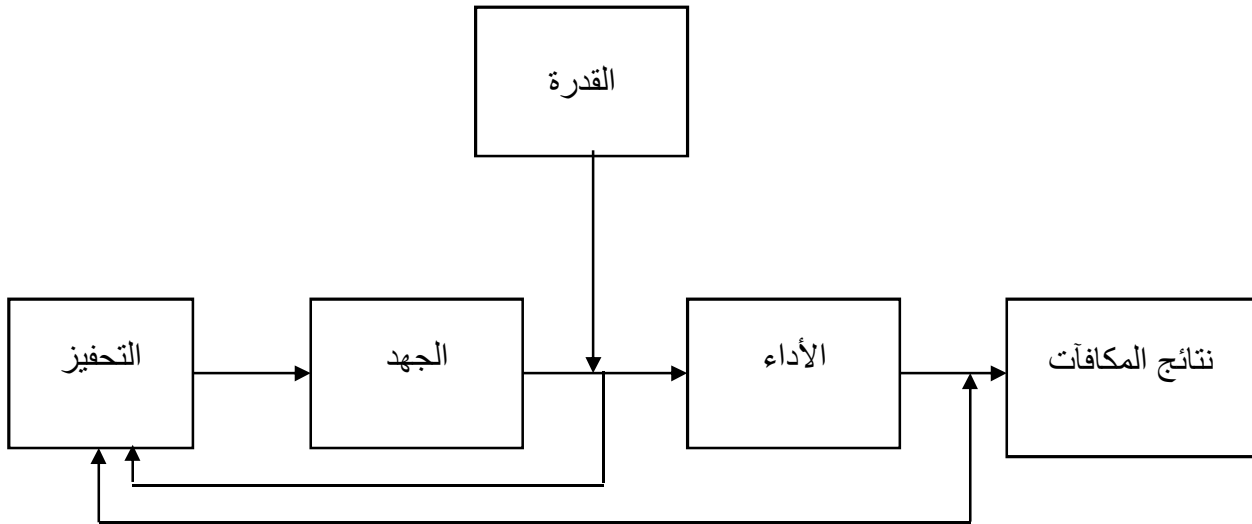 القدرة
التحفيز
الجهد
الأداء
نتائج المكافآت